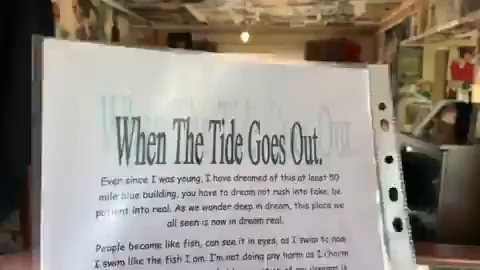 When The Tide Goes Out.
Ever since I was young, I have dreamed of this at least 50
mile blue building, you have to dream not rush into fake, be
patient into real. As we wonder deep in dream, this place we
all seen is now in dream real.
People became like fish, can see it in eyes, as I swim to now
I swim like the fish I am. I'm not doing any harm as I charm